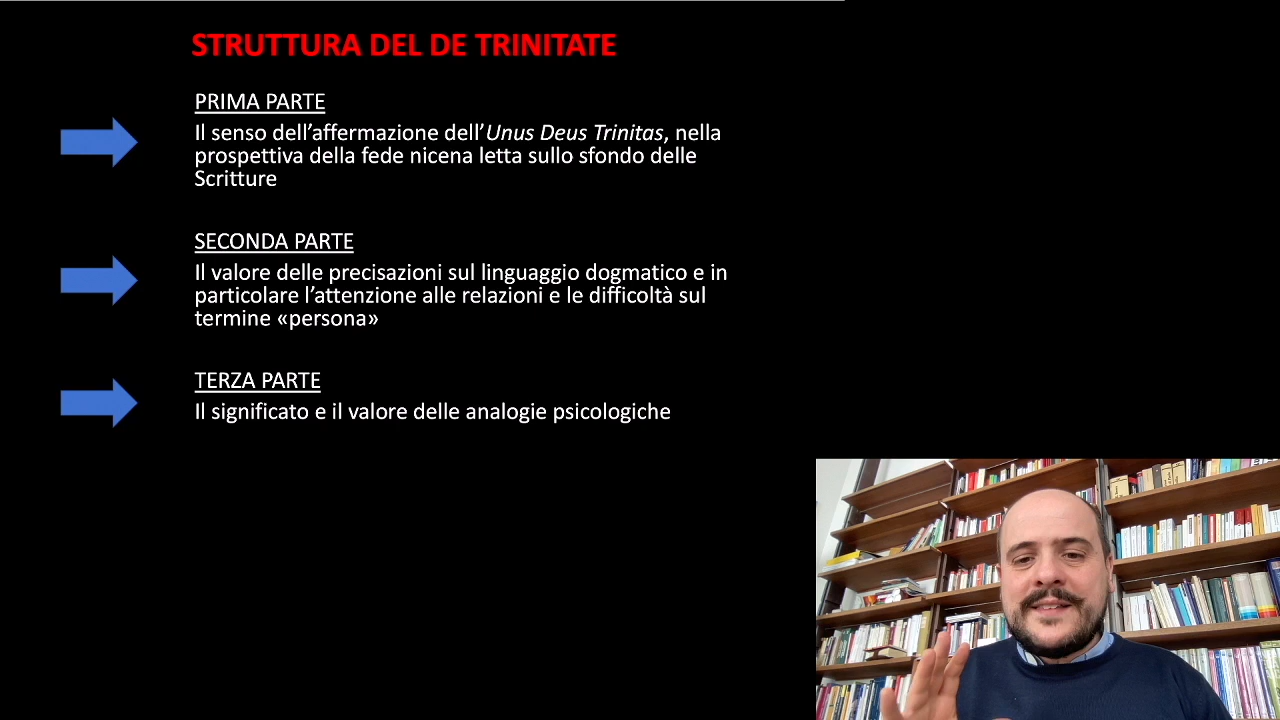 STRUTTURA DEL DE TRINITATE
PRIMA PARTE
Il senso dell’affermazione dell’Unus Deus Trinitas, nella
prospettiva della fede nicena letta sullo sfondo delle
Scritture
SECONDA PARTE
Il valore delle precisazioni sul linguaggio dogmatico e in
particolare l’attenzione alle relazioni e le difficoltà sul
termine «persona»
TERZA PARTE
Il significato e il valore delle analogie psicologiche